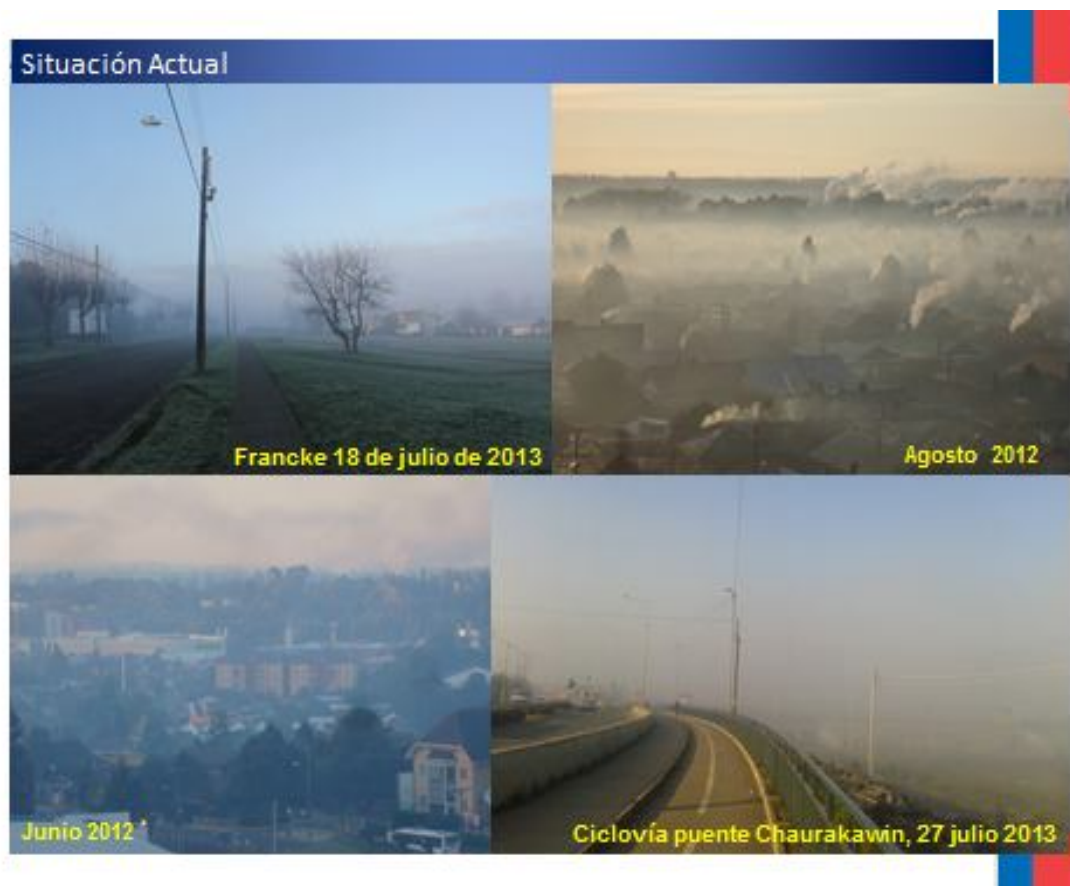 Situación Actual
Francke 18 de julio de 2013
Agosto 2012
Junio 2012 *
Ciclovía puente Chaurakawin, 27 julio 2013